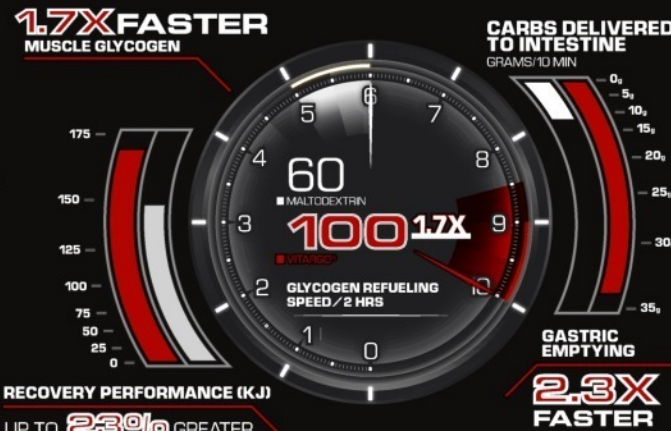 1.7X FASTER
MUSCLE GLYCOGEN
CARBS DELIVERED
TO INTESTINE
GRAMS/10 MIN
175
150
125
100
75
50
25
0
0
1
2
3
4
5
6
7
8
9
10
60
MALTODEXTRIN
100 1.7X
VITARGO®
GLYCOGEN REFUELING
SPEED/2 HRS
0g
5g
10g
15g
20g
25g
30
35g
GASTRIC
EMPTYING
2.3X
FASTER
RECOVERY PERFORMANCE (KJ)
UP TO 23% GREATER